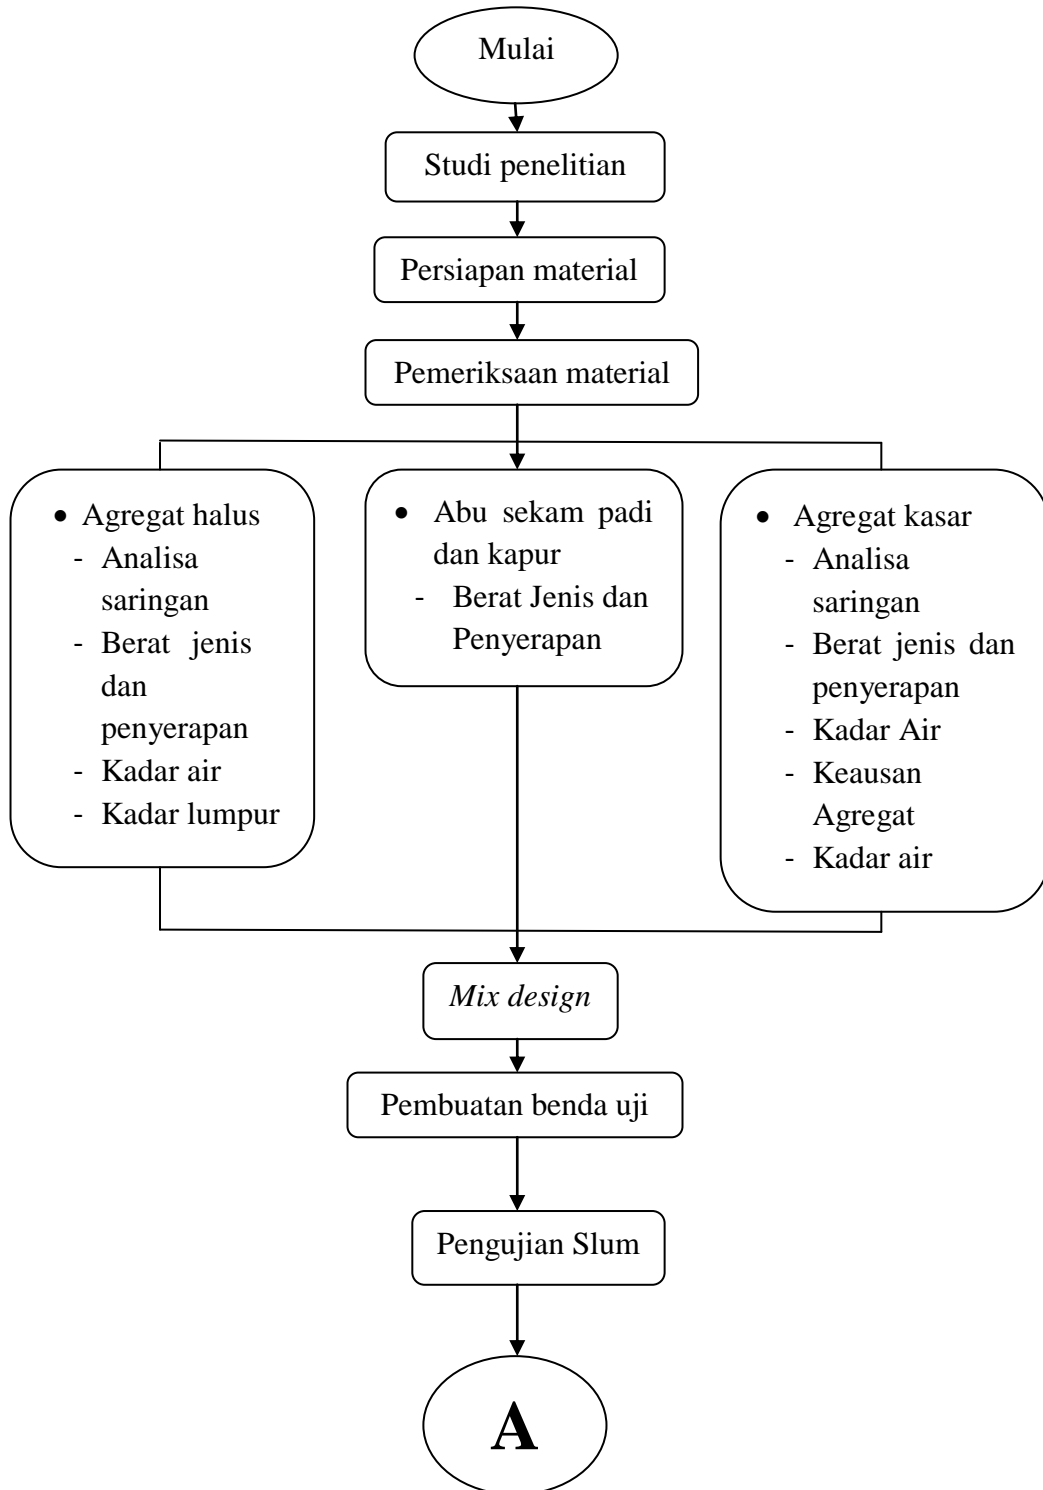 Mulai
Studi penelitian
Persiapan material
Pemeriksaan material
• Agregat halus
- Analisa
saringan
- Berat jenis
dan
penyerapan
- Kadar air
- Kadar lumpur
• Abu sekam padi
dan kapur
- Berat Jenis dan
Penyerapan
• Agregat kasar
- Analisa
saringan
- Berat jenis dan
penyerapan
- Kadar Air
- Keausan
Agregat
- Kadar air
Mix design
Pembuatan benda uji
Pengujian Slum
A